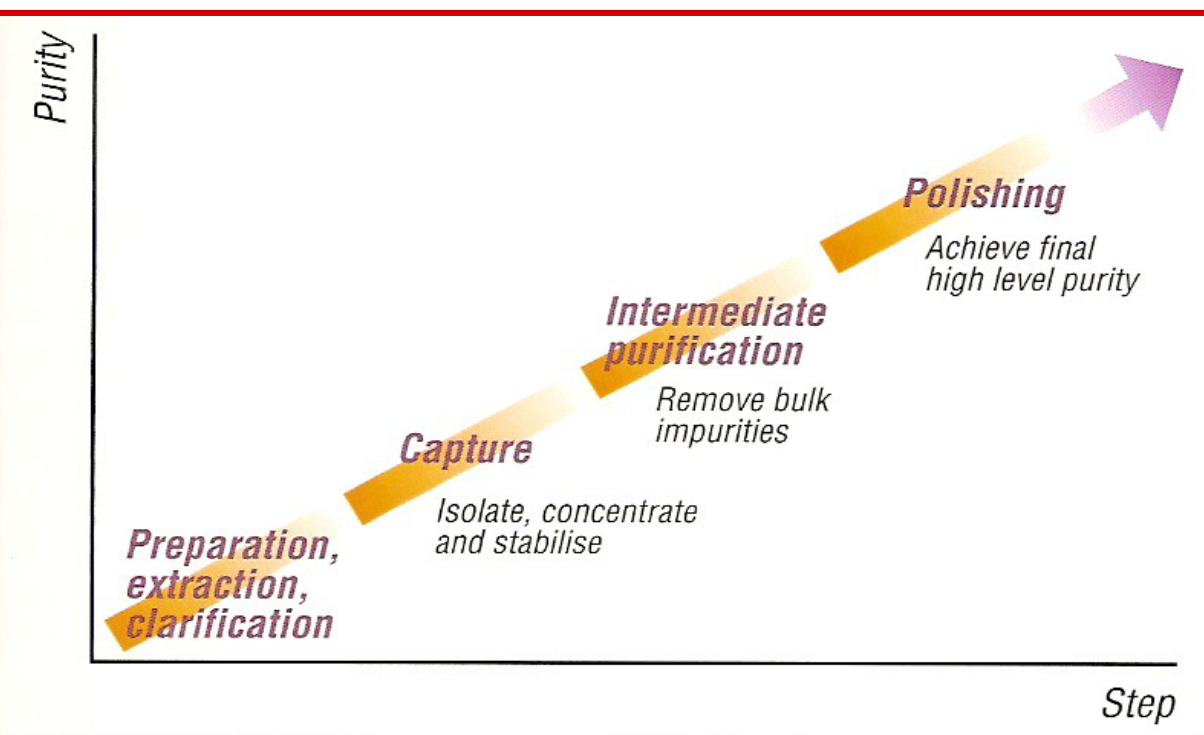 Purity
Polishing
Achieve final
high level purity
Intermediate
purification
Remove bulk
impurities
Capture
Isolate, concentrate
and stabilise
Preparation,
extraction,
clarification
Step